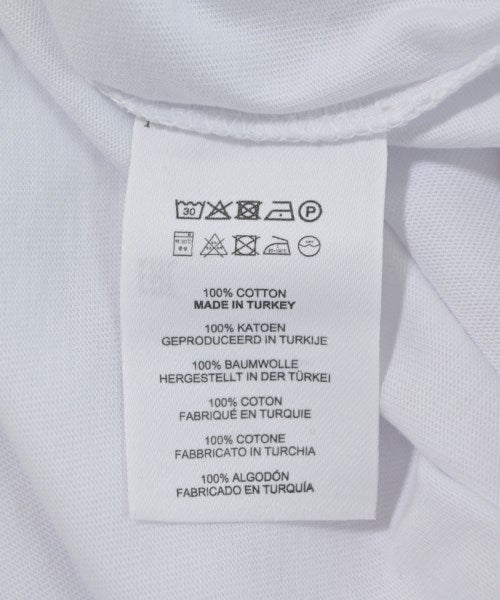 30
P
100% COTTON
MADE IN TURKEY
100% KATOEN
GEPRODUCEERD IN TURKIJE
100% BAUMWOLLE
HERGESTELLT IN DER TÜRKEI
100% COTON
FABRIQUÉ EN TURQUIE
100% COTONE
FABBRICATO IN TURCHIA
100% ALGODÓN
FABRICADO EN TURQUÍA